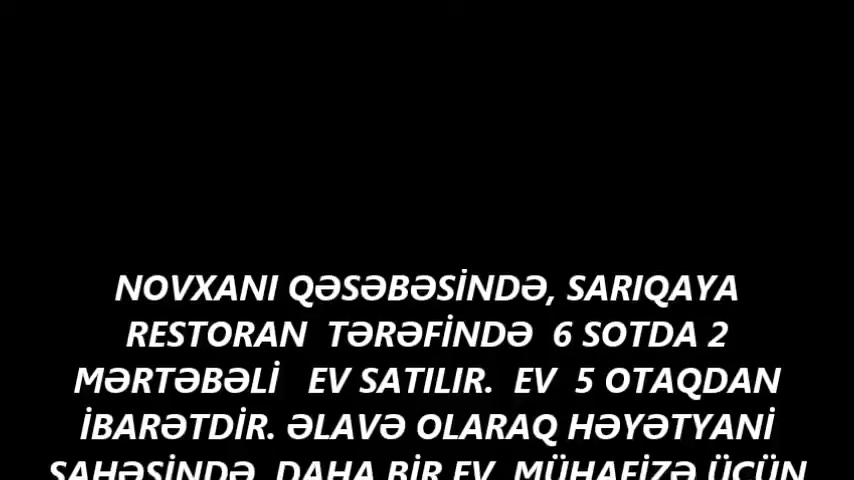 NOVXANI QƏSƏBƏSİNDƏ, SARIQAYA
RESTORAN TƏRƏFİNDƏ 6 SOTDA 2
MƏRTƏBƏLİ EV SATILIR. EV 5 OTAQDAN
İBARƏTDİR. ƏLAVƏ OLARAQ HƏYƏTYANİ
SAHƏSİNDƏ DAHA BİR EV MÜHAFİZƏ ÜÇÜN